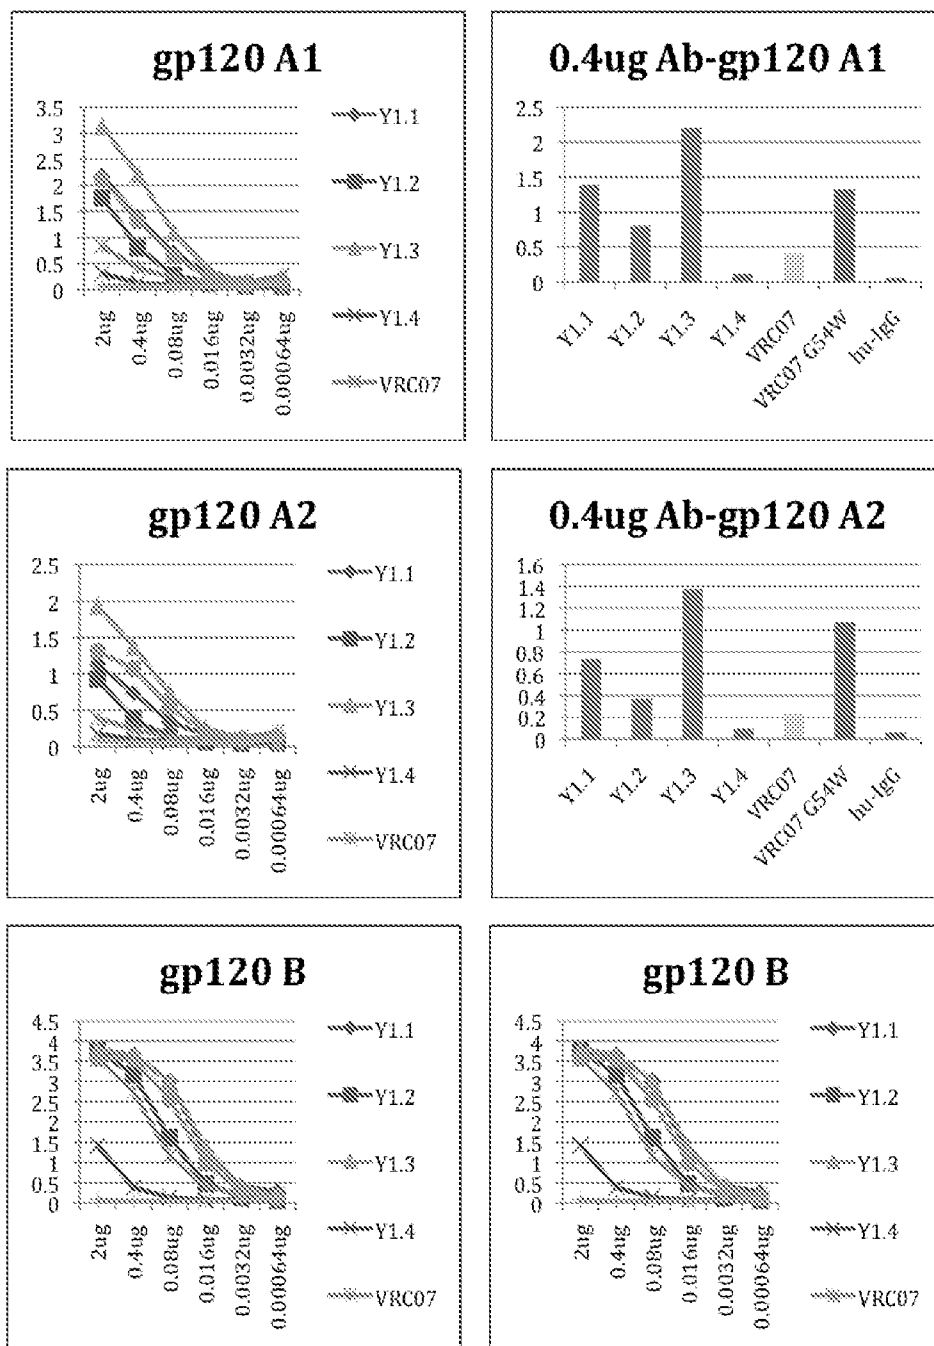 gp120 A1
3.5
3
2.5
2
1.5
1
0.5
0
2ug
0.4ug
0.08ug
0.016ug
0.0032ug
0.00064ug
Y1.1
Y1.2
Y1.3
Y1.4
VRC07
0.4ug Ab-gp120 A1
2.5
2
1.5
1
0.5
0
Y1.1
Y1.2
Y1.3
Y1.4
VRC07
VRC07 G54W
hu-IgG
gp120 A2
2.5
2
1.5
1
0.5
0
2ug
0.4ug
0.08ug
0.016ug
0.0032ug
0.00064ug
Y1.1
Y1.2
Y1.3
Y1.4
VRC07
0.4ug Ab-gp120 A2
1.6
1.4
1.2
1
0.8
0.6
0.4
0.2
0
Y1.1
Y1.2
Y1.3
Y1.4
VRC07
VRC07 G54W
hu-IgG
gp120 B
4.5
4
3.5
3
2.5
2
1.5
1
0.5
0
2ug
0.4ug
0.08ug
0.016ug
0.0032ug
0.00064ug
Y1.1
Y1.2
Y1.3
Y1.4
VRC07
gp120 B
4.5
4
3.5
3
2.5
2
1.5
1
0.5
0
2ug
0.4ug
0.08ug
0.016ug
0.0032ug
0.00064ug
Y1.1
Y1.2
Y1.3
Y1.4
VRC07